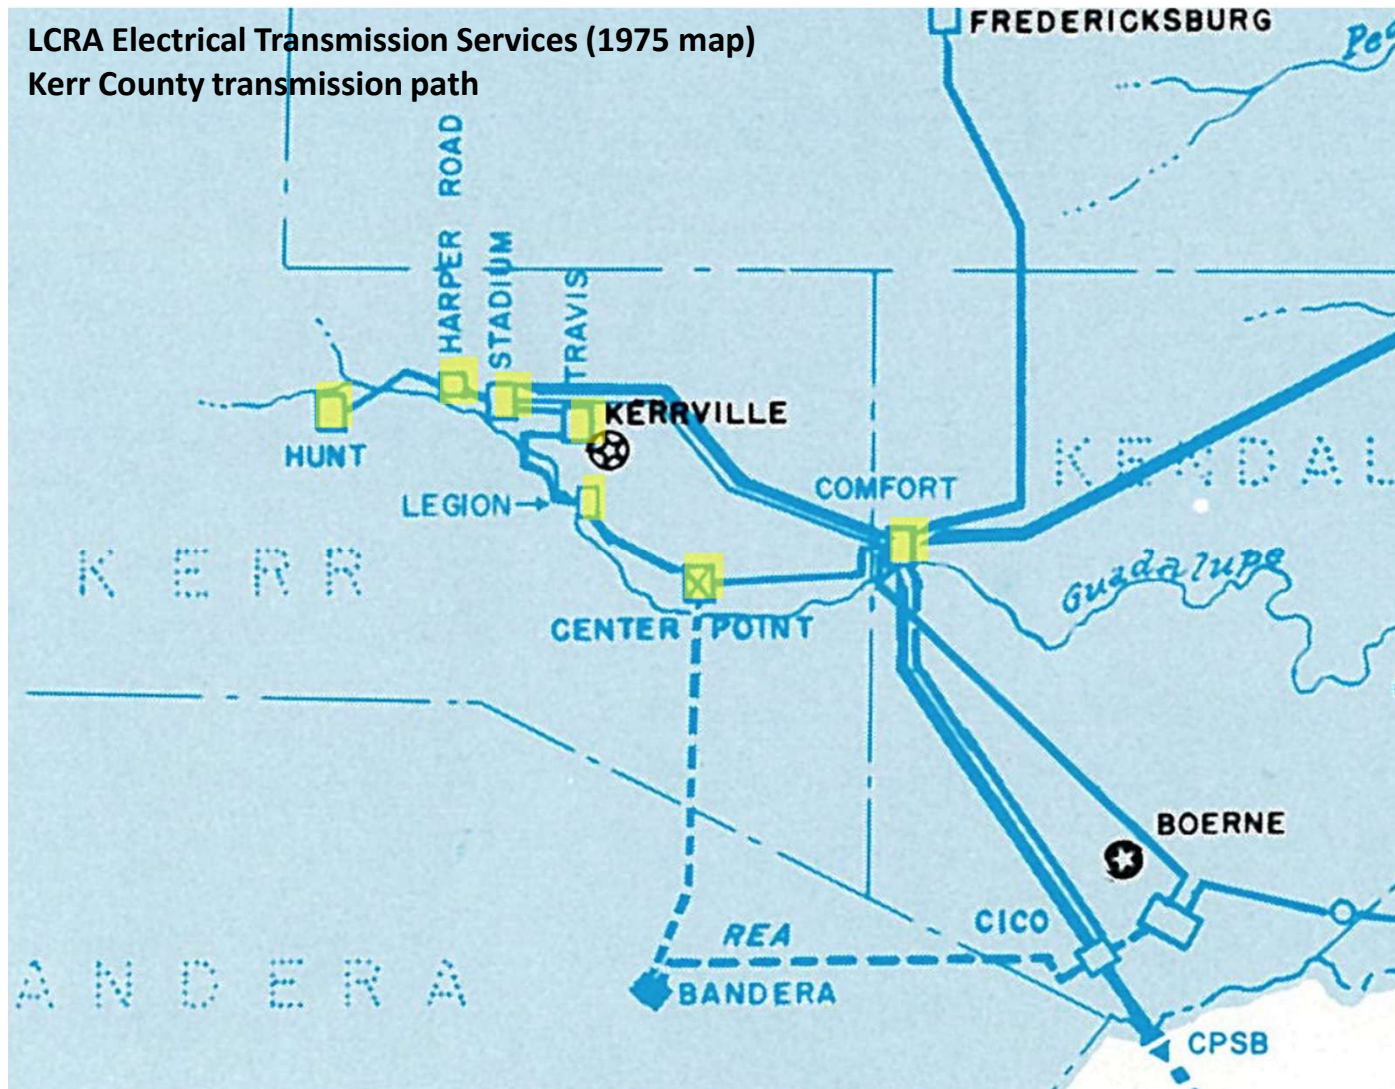 LCRA Electrical Transmission Services (1975 map)
Kerr County transmission path
FREDERICKSBURG
HARPER ROAD
STADIUM
TRAVIS
KERRVILLE
HUNT
LEGION
COMFORT
KENDAL
KERR
Guadalupe
CENTER POINT
BOERNE
CICO
REA
ANDERA
BANDERA
CPSB